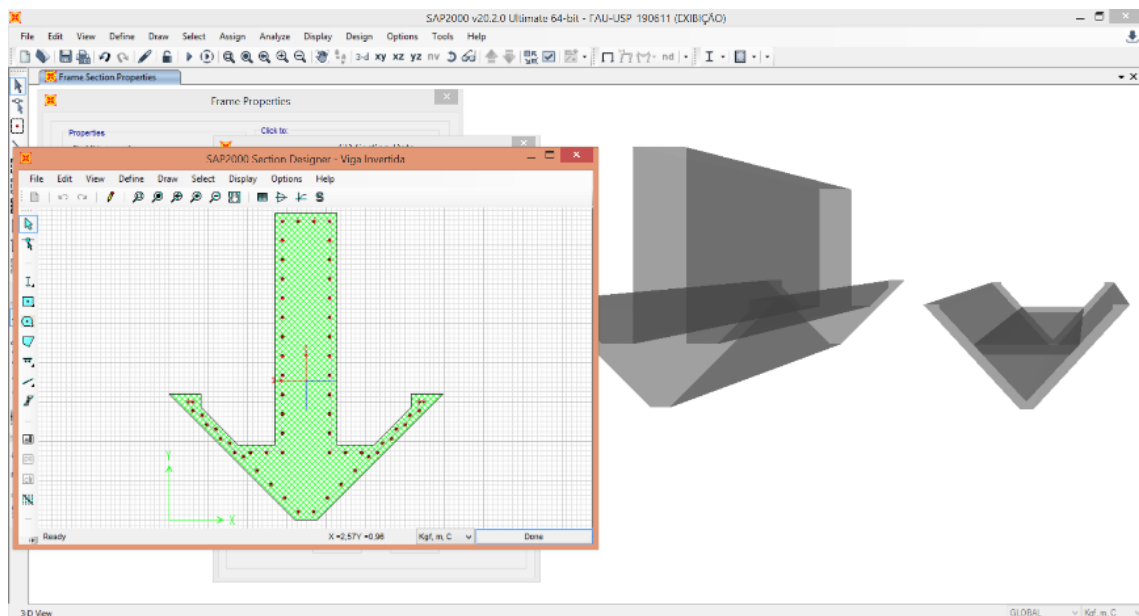 SAP2000 v20.2.0 Ultimate 64-bit - FAU-USP 190611 (EXIBIÇÃO)
File Edit View Define Draw Select Assign Analyze Display Design Options Tools Help
3-d xy xz yz nv nd
Frame Section Properties
Frame Properties
Properties Click to:
SAP2000 Section Designer - Viga Invertida
File Edit View Define Draw Select Display Options Help
S
Y
X
Ready X =2,57Y =0,96 Kgf, m, C Done
3-D View GLOBAL Kgf, m, C